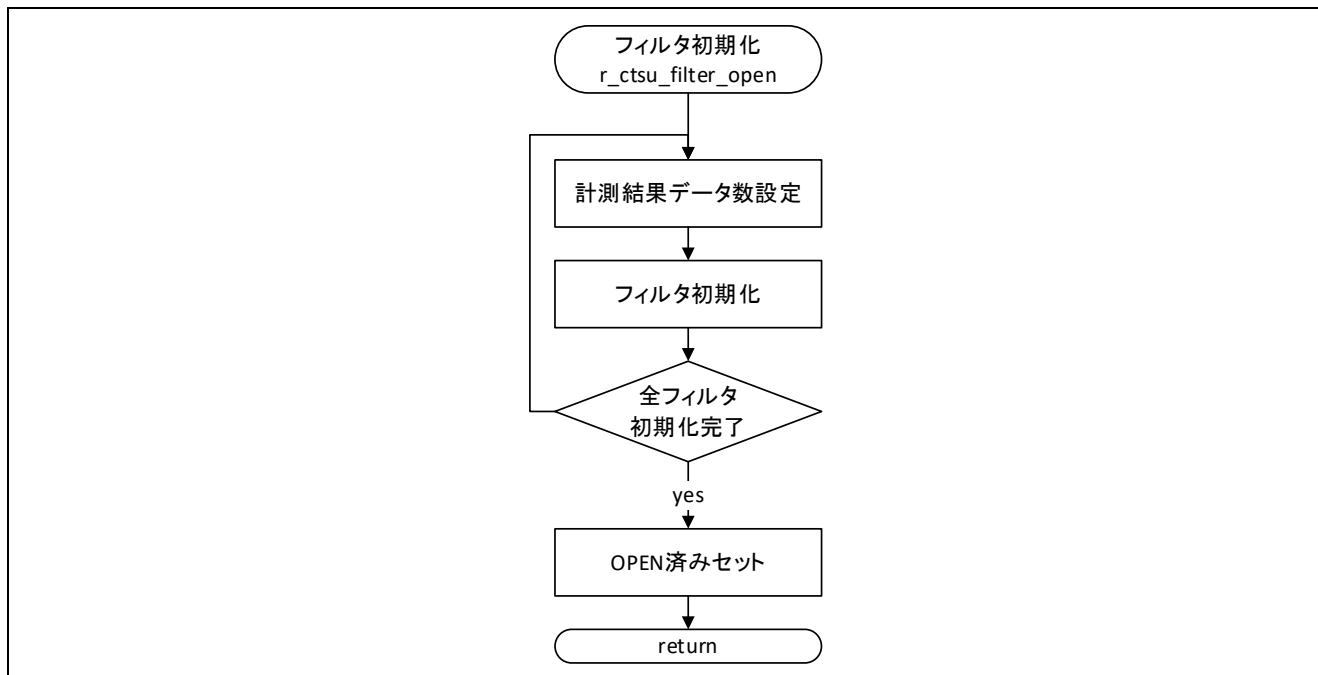 フィルタ初期化
r_ctsu_filter_open
計測結果データ数設定
フィルタ初期化
全フィルタ
初期化完了
yes
OPEN済みセット
return